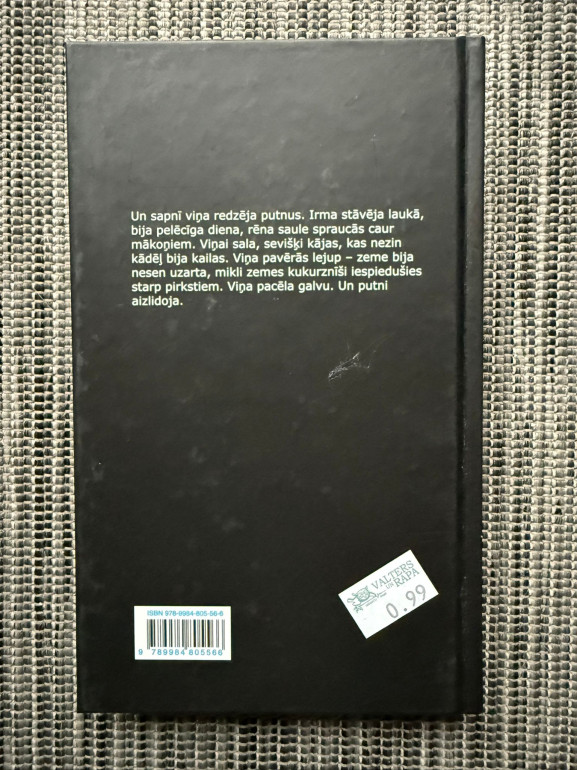 Un sapnī viņa redzēja putnus. Irma stāvēja laukā,
bija pelēcīga diena, rēna saule spraucās caur
mākoņiem. Viņai sala, sevišķi kājas, kas nezin
kādēļ bija kailas. Viņa pavērās lejup – zeme bija
nesen uzarta, mikli zemes kukurznīši iespiedušies
starp pirkstiem. Viņa pacēla galvu. Un putni
aizlidoja.
VALTERS
UN
RAPA
0.99
ISBN 978-9984-805-56-6
9 789984 805566